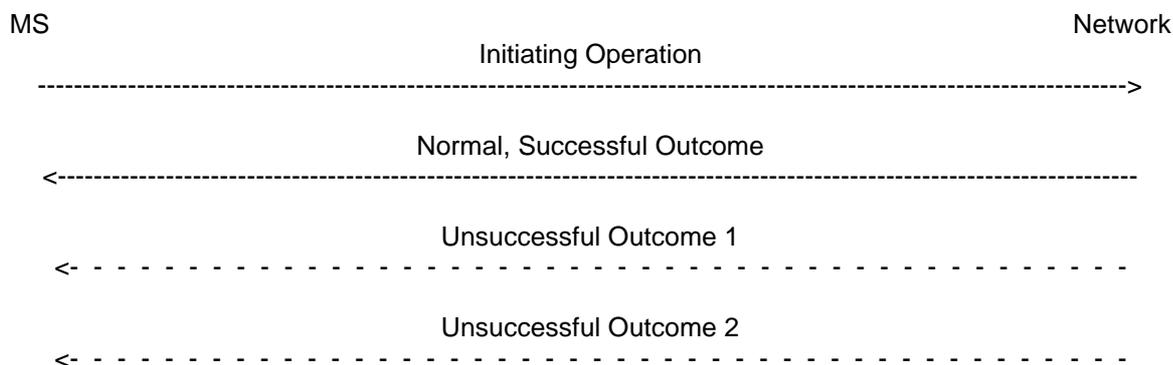 MS Network
Initiating Operation
------------------------------------------------------------------------------------------------------------------------>
Normal, Successful Outcome
<-----------------------------------------------------------------------------------------------------------------------
Unsuccessful Outcome 1
<- - - - - - - - - - - - - - - - - - - - - - - - - - - - - - - - - - - - - - - - - - - - -
Unsuccessful Outcome 2
<- - - - - - - - - - - - - - - - - - - - - - - - - - - - - - - - - - - - - - - - - - - - -